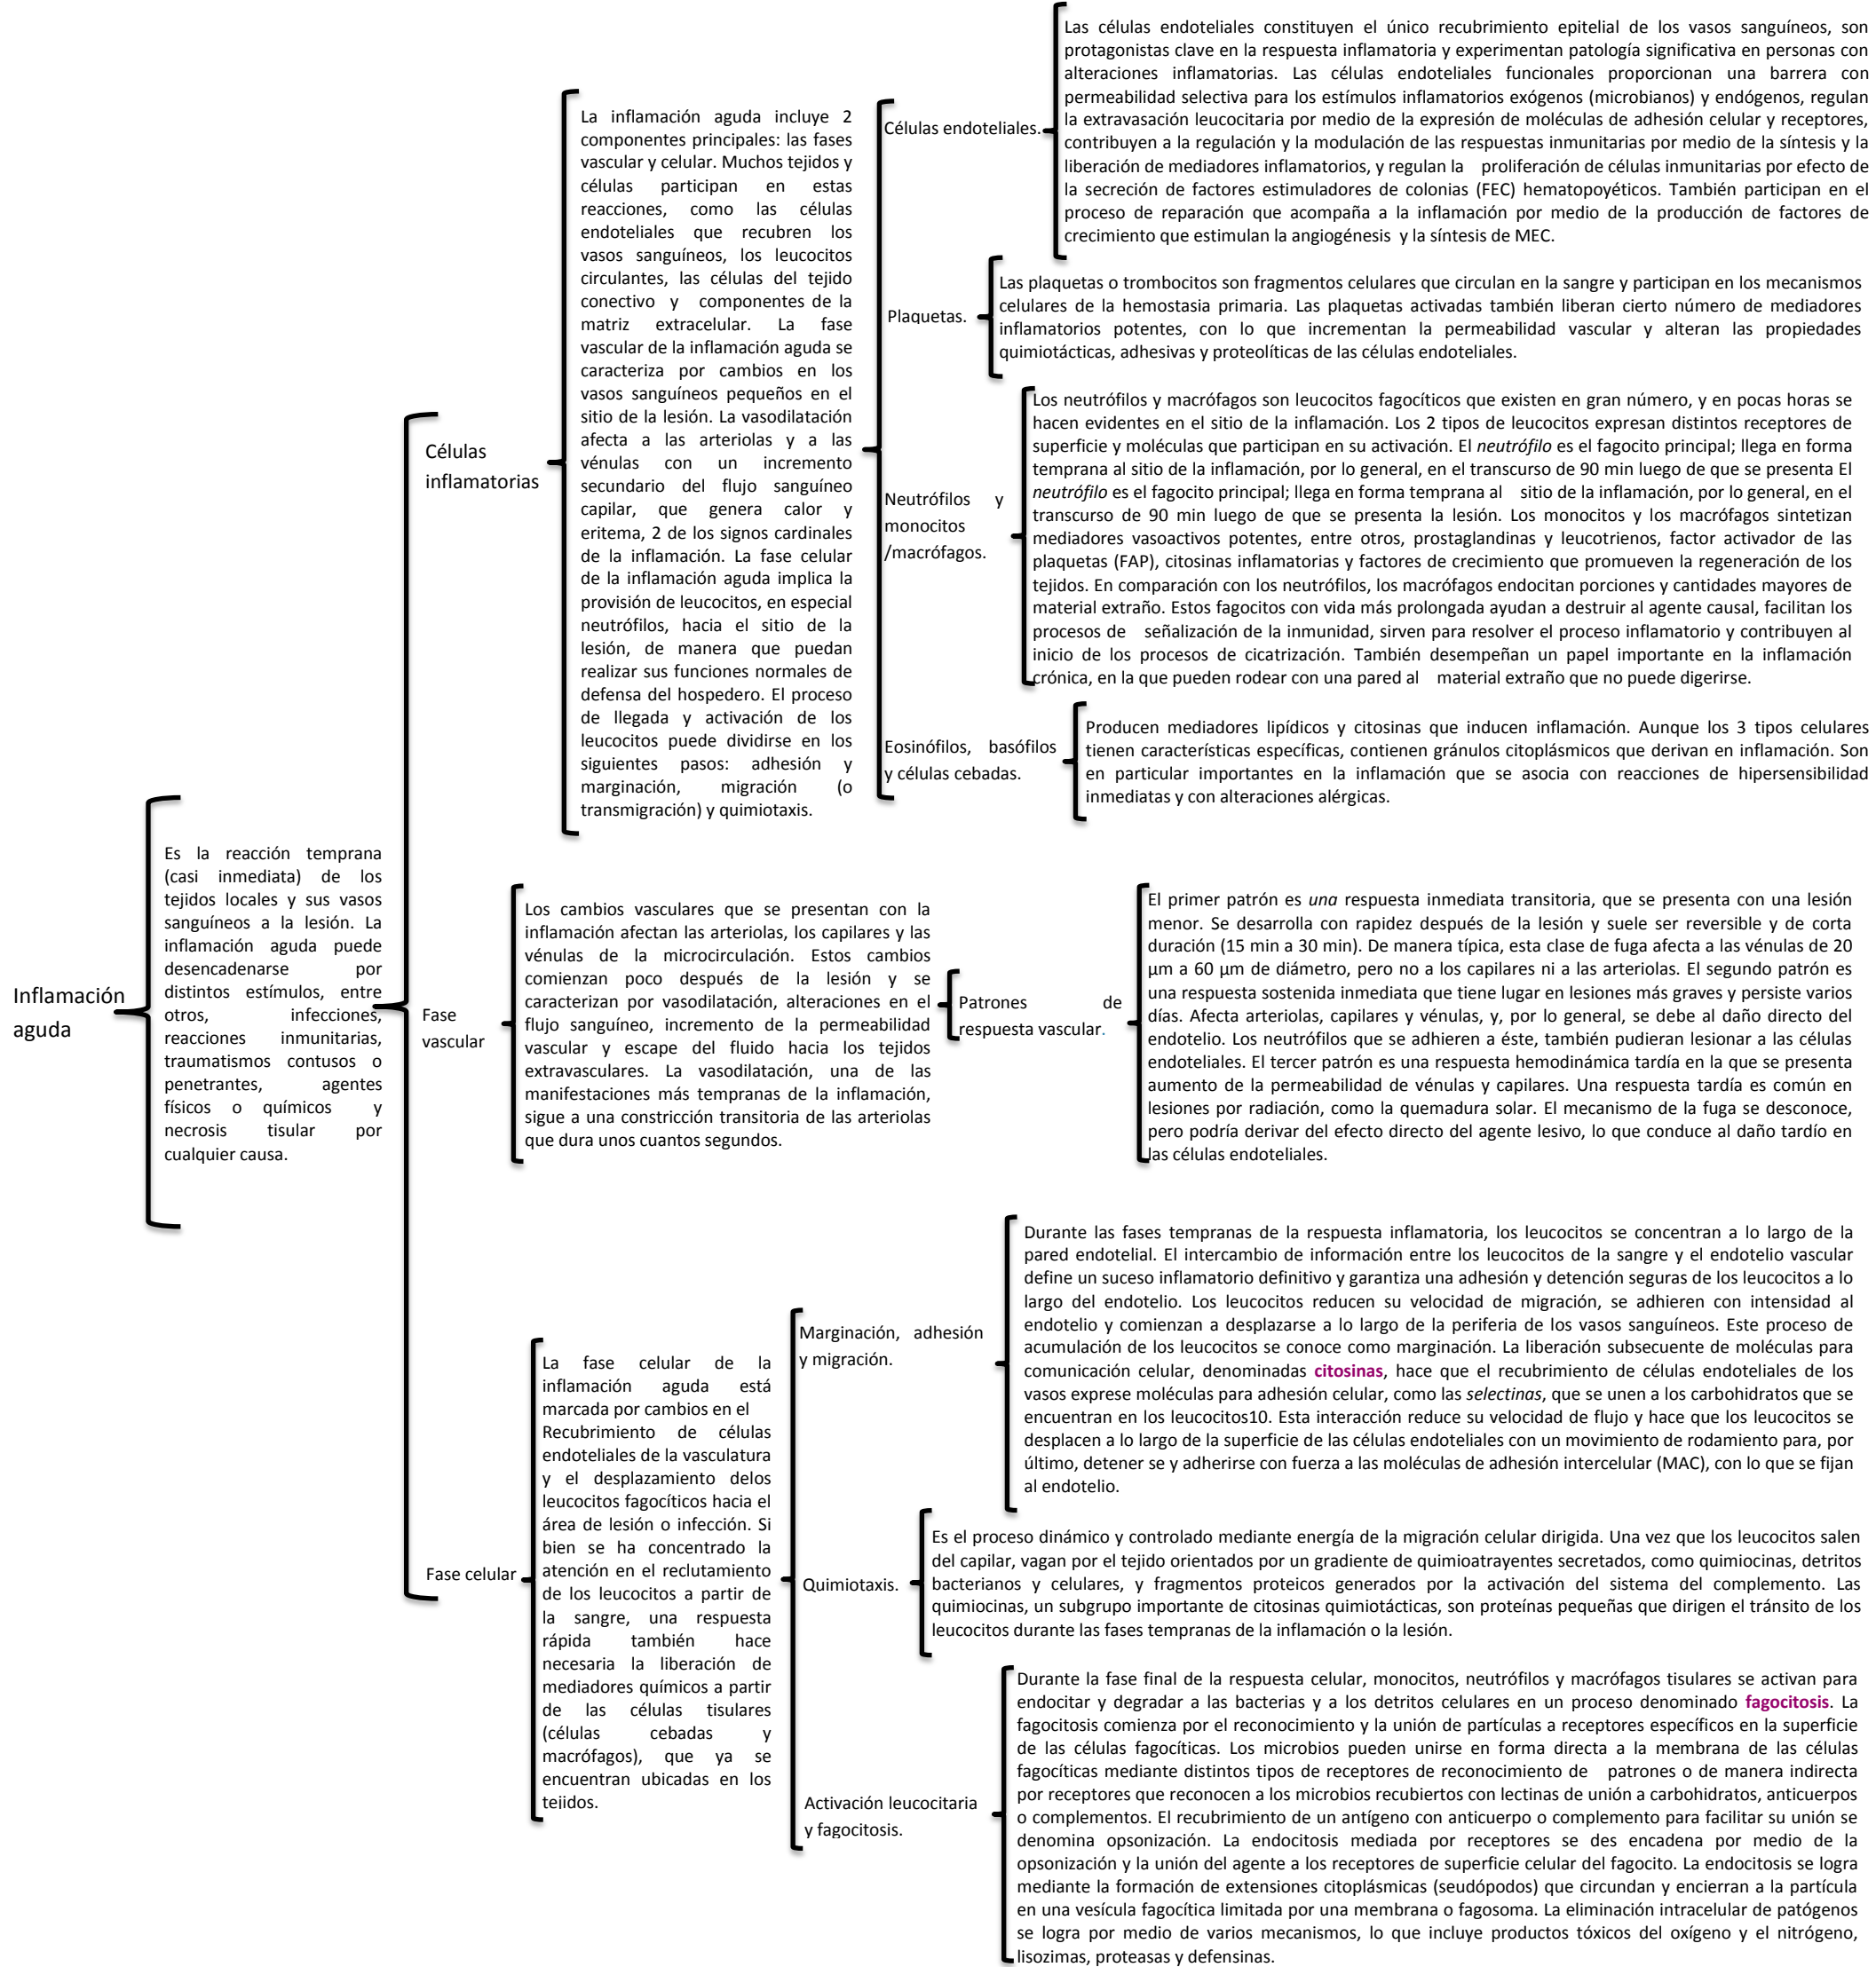 Inflamación
aguda
Es la reacción temprana
(casi inmediata) de los
tejidos locales y sus vasos
sanguíneos a la lesión. La
inflamación aguda puede
desencadenarse por
distintos estímulos, entre
otros, infecciones,
reacciones inmunitarias,
traumatismos contusos o
penetrantes, agentes
físicos o químicos y
necrosis tisular por
cualquier causa.
Células
inflamatorias
La inflamación aguda incluye 2
componentes principales: las fases
vascular y celular. Muchos tejidos y
células participan en estas
reacciones, como las células
endoteliales que recubren los
vasos sanguíneos, los leucocitos
circulantes, las células del tejido
conectivo y componentes de la
matriz extracelular. La fase
vascular de la inflamación aguda se
caracteriza por cambios en los
vasos sanguíneos pequeños en el
sitio de la lesión. La vasodilatación
afecta a las arteriolas y a las
vénulas con un incremento
secundario del flujo sanguíneo
capilar, que genera calor y
eritema, 2 de los signos cardinales
de la inflamación. La fase celular
de la inflamación aguda implica la
provisión de leucocitos, en especial
neutrófilos, hacia el sitio de la
lesión, de manera que puedan
realizar sus funciones normales de
defensa del hospedero. El proceso
de llegada y activación de los
leucocitos puede dividirse en los
siguientes pasos: adhesión y
marginación, migración (o
transmigración) y quimiotaxis.
Células endoteliales.
Las células endoteliales constituyen el único recubrimiento epitelial de los vasos sanguíneos, son
protagonistas clave en la respuesta inflamatoria y experimentan patología significativa en personas con
alteraciones inflamatorias. Las células endoteliales funcionales proporcionan una barrera con
permeabilidad selectiva para los estímulos inflamatorios exógenos (microbianos) y endógenos, regulan
la extravasación leucocitaria por medio de la expresión de moléculas de adhesión celular y receptores,
contribuyen a la regulación y la modulación de las respuestas inmunitarias por medio de la síntesis y la
liberación de mediadores inflamatorios, y regulan la proliferación de células inmunitarias por efecto de
la secreción de factores estimuladores de colonias (FEC) hematopoyéticos. También participan en el
proceso de reparación que acompaña a la inflamación por medio de la producción de factores de
crecimiento que estimulan la angiogénesis y la síntesis de MEC.
Plaquetas.
Las plaquetas o trombocitos son fragmentos celulares que circulan en la sangre y participan en los mecanismos
celulares de la hemostasia primaria. Las plaquetas activadas también liberan cierto número de mediadores
inflamatorios potentes, con lo que incrementan la permeabilidad vascular y alteran las propiedades
quimiotácticas, adhesivas y proteolíticas de las células endoteliales.
Neutrófilos y
monocitos
/macrófagos.
Los neutrófilos y macrófagos son leucocitos fagocíticos que existen en gran número, y en pocas horas se
hacen evidentes en el sitio de la inflamación. Los 2 tipos de leucocitos expresan distintos receptores de
superficie y moléculas que participan en su activación. El neutrófilo es el fagocito principal; llega en forma
temprana al sitio de la inflamación, por lo general, en el transcurso de 90 min luego de que se presenta El
neutrófilo es el fagocito principal; llega en forma temprana al sitio de la inflamación, por lo general, en el
transcurso de 90 min luego de que se presenta la lesión. Los monocitos y los macrófagos sintetizan
mediadores vasoactivos potentes, entre otros, prostaglandinas y leucotrienos, factor activador de las
plaquetas (FAP), citosinas inflamatorias y factores de crecimiento que promueven la regeneración de los
tejidos. En comparación con los neutrófilos, los macrófagos endocitan porciones y cantidades mayores de
material extraño. Estos fagocitos con vida más prolongada ayudan a destruir al agente causal, facilitan los
procesos de señalización de la inmunidad, sirven para resolver el proceso inflamatorio y contribuyen al
inicio de los procesos de cicatrización. También desempeñan un papel importante en la inflamación
crónica, en la que pueden rodear con una pared al material extraño que no puede digerirse.
Eosinófilos, basófilos
y células cebadas.
Producen mediadores lipídicos y citosinas que inducen inflamación. Aunque los 3 tipos celulares
tienen características específicas, contienen gránulos citoplásmicos que derivan en inflamación. Son
en particular importantes en la inflamación que se asocia con reacciones de hipersensibilidad
inmediatas y con alteraciones alérgicas.
Fase
vascular
Los cambios vasculares que se presentan con la
inflamación afectan las arteriolas, los capilares y las
vénulas de la microcirculación. Estos cambios
comienzan poco después de la lesión y se
caracterizan por vasodilatación, alteraciones en el
flujo sanguíneo, incremento de la permeabilidad
vascular y escape del fluido hacia los tejidos
extravasculares. La vasodilatación, una de las
manifestaciones más tempranas de la inflamación,
sigue a una constricción transitoria de las arteriolas
que dura unos cuantos segundos.
Patrones de
respuesta vascular.
El primer patrón es una respuesta inmediata transitoria, que se presenta con una lesión
menor. Se desarrolla con rapidez después de la lesión y suele ser reversible y de corta
duración (15 min a 30 min). De manera típica, esta clase de fuga afecta a las vénulas de 20
μm a 60 μm de diámetro, pero no a los capilares ni a las arteriolas. El segundo patrón es
una respuesta sostenida inmediata que tiene lugar en lesiones más graves y persiste varios
días. Afecta arteriolas, capilares y vénulas, y, por lo general, se debe al daño directo del
endotelio. Los neutrófilos que se adhieren a éste, también pudieran lesionar a las células
endoteliales. El tercer patrón es una respuesta hemodinámica tardía en la que se presenta
aumento de la permeabilidad de vénulas y capilares. Una respuesta tardía es común en
lesiones por radiación, como la quemadura solar. El mecanismo de la fuga se desconoce,
pero podría derivar del efecto directo del agente lesivo, lo que conduce al daño tardío en
las células endoteliales.
Fase celular
La fase celular de la
inflamación aguda está
marcada por cambios en el
Recubrimiento de células
endoteliales de la vasculatura
y el desplazamiento delos
leucocitos fagocíticos hacia el
área de lesión o infección. Si
bien se ha concentrado la
atención en el reclutamiento
de los leucocitos a partir de
la sangre, una respuesta
rápida también hace
necesaria la liberación de
mediadores químicos a partir
de las células tisulares
(células cebadas y
macrófagos), que ya se
encuentran ubicadas en los
tejidos.
Marginación, adhesión
y migración.
Durante las fases tempranas de la respuesta inflamatoria, los leucocitos se concentran a lo largo de la
pared endotelial. El intercambio de información entre los leucocitos de la sangre y el endotelio vascular
define un suceso inflamatorio definitivo y garantiza una adhesión y detención seguras de los leucocitos a lo
largo del endotelio. Los leucocitos reducen su velocidad de migración, se adhieren con intensidad al
endotelio y comienzan a desplazarse a lo largo de la periferia de los vasos sanguíneos. Este proceso de
acumulación de los leucocitos se conoce como marginación. La liberación subsecuente de moléculas para
comunicación celular, denominadas citosinas, hace que el recubrimiento de células endoteliales de los
vasos exprese moléculas para adhesión celular, como las selectinas, que se unen a los carbohidratos que se
encuentran en los leucocitos10. Esta interacción reduce su velocidad de flujo y hace que los leucocitos se
desplacen a lo largo de la superficie de las células endoteliales con un movimiento de rodamiento para, por
último, detener se y adherirse con fuerza a las moléculas de adhesión intercelular (MAC), con lo que se fijan
al endotelio.
Quimiotaxis.
Es el proceso dinámico y controlado mediante energía de la migración celular dirigida. Una vez que los leucocitos salen
del capilar, vagan por el tejido orientados por un gradiente de quimioatrayentes secretados, como quimiocinas, detritos
bacterianos y celulares, y fragmentos proteicos generados por la activación del sistema del complemento. Las
quimiocinas, un subgrupo importante de citosinas quimiotácticas, son proteínas pequeñas que dirigen el tránsito de los
leucocitos durante las fases tempranas de la inflamación o la lesión.
Activación leucocitaria
y fagocitosis.
Durante la fase final de la respuesta celular, monocitos, neutrófilos y macrófagos tisulares se activan para
endocitar y degradar a las bacterias y a los detritos celulares en un proceso denominado fagocitosis. La
fagocitosis comienza por el reconocimiento y la unión de partículas a receptores específicos en la superficie
de las células fagocíticas. Los microbios pueden unirse en forma directa a la membrana de las células
fagocíticas mediante distintos tipos de receptores de reconocimiento de patrones o de manera indirecta
por receptores que reconocen a los microbios recubiertos con lectinas de unión a carbohidratos, anticuerpos
o complementos. El recubrimiento de un antígeno con anticuerpo o complemento para facilitar su unión se
denomina opsonización. La endocitosis mediada por receptores se des encadena por medio de la
opsonización y la unión del agente a los receptores de superficie celular del fagocito. La endocitosis se logra
mediante la formación de extensiones citoplásmicas (seudópodos) que circundan y encierran a la partícula
en una vesícula fagocítica limitada por una membrana o fagosoma. La eliminación intracelular de patógenos
se logra por medio de varios mecanismos, lo que incluye productos tóxicos del oxígeno y el nitrógeno,
lisozimas, proteasas y defensinas.